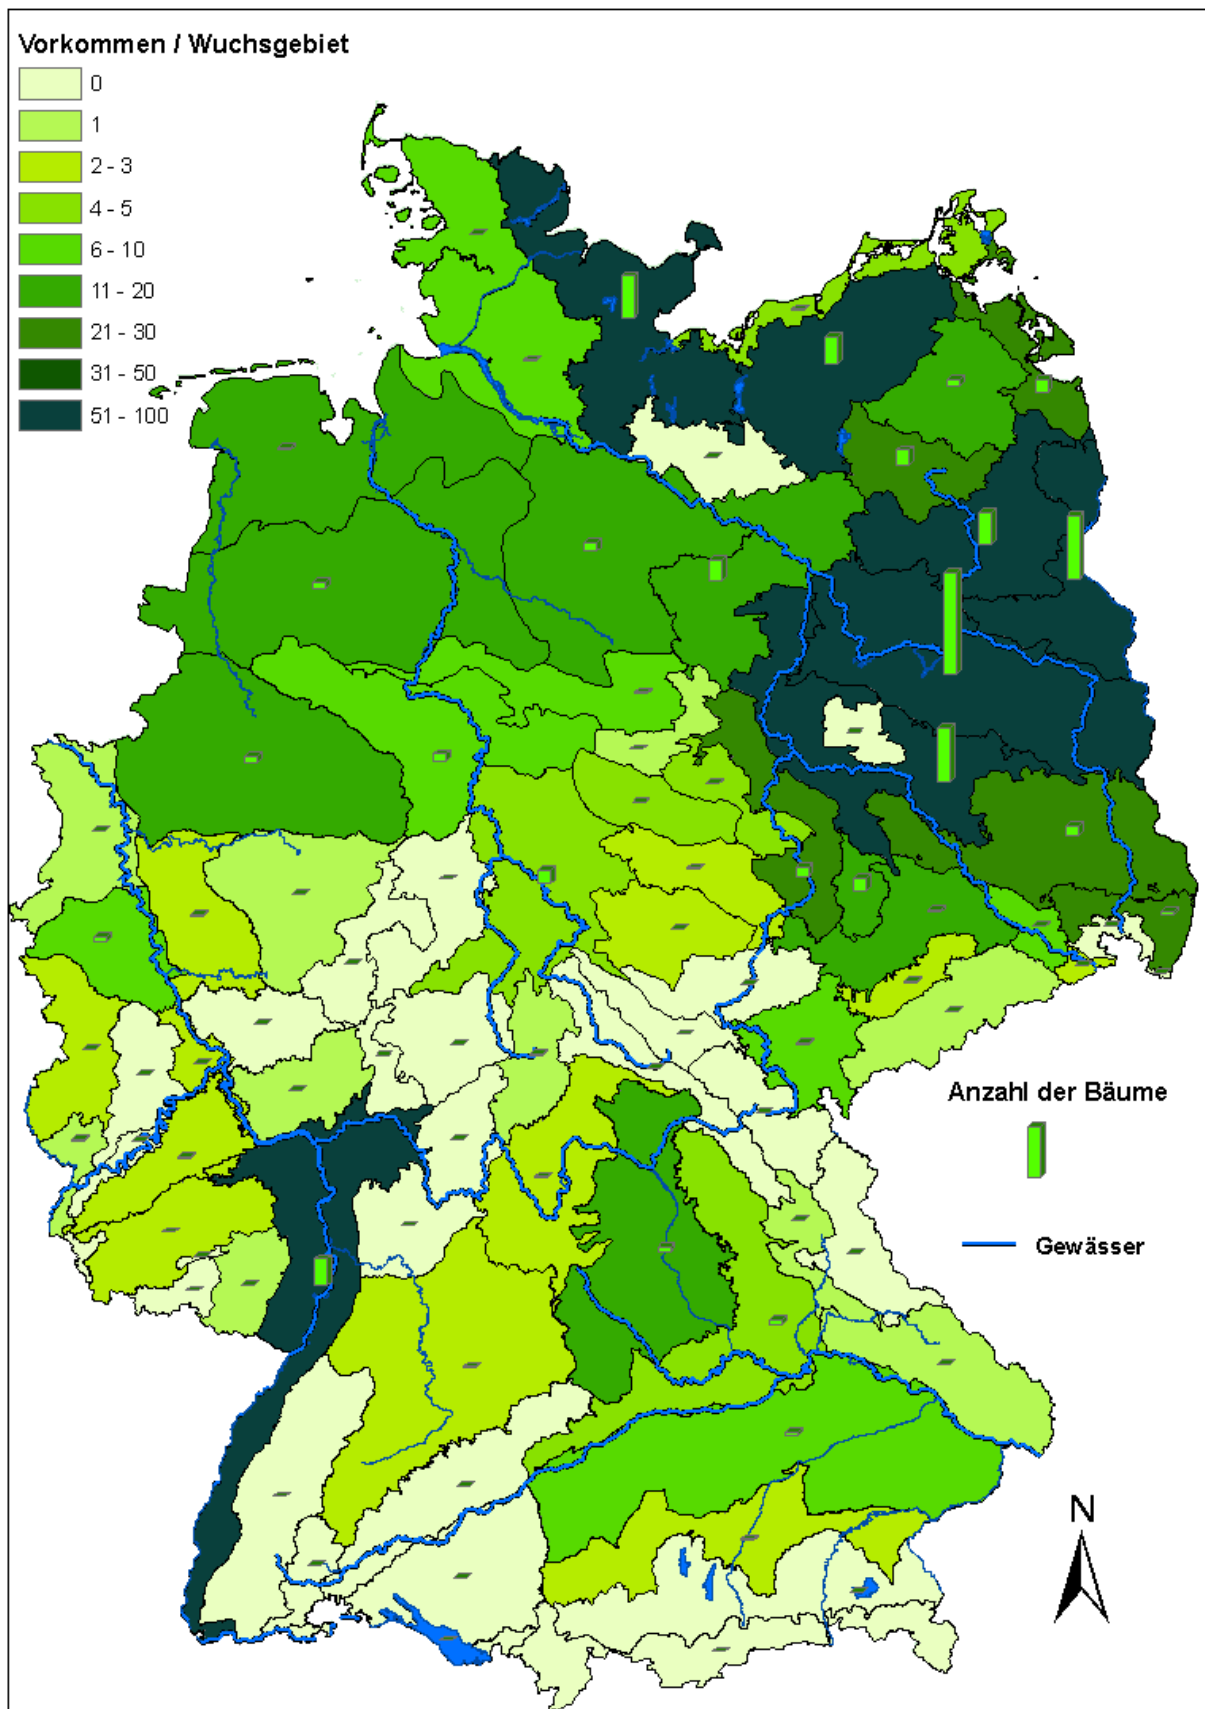 Vorkommen / Wuchsgebiet
0
1
2 - 3
4 - 5
6 - 10
11 - 20
21 - 30
31 - 50
51 - 100
Anzahl der Bäume
Gewässer
N